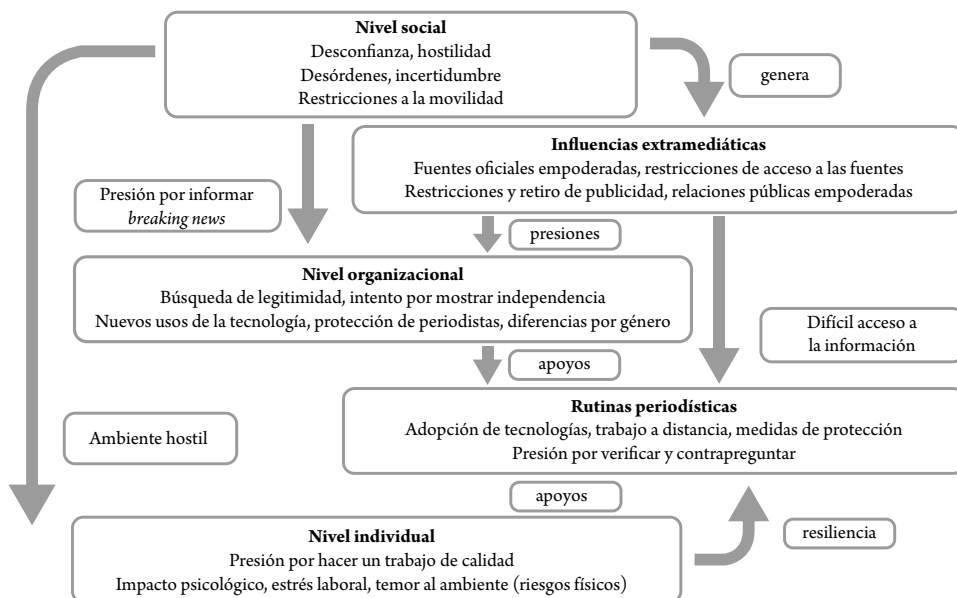 Nivel social
Desconfianza, hostilidad
Desórdenes, incertidumbre
Restricciones a la movilidad
genera
Influencias extramediáticas
Fuentes oficiales empoderadas, restricciones de acceso a las fuentes
Restricciones y retiro de publicidad, relaciones públicas empoderadas
Presión por informar
breaking news
presiones
Nivel organizacional
Búsqueda de legitimidad, intento por mostrar independencia
Nuevos usos de la tecnología, protección de periodistas, diferencias por género
Difícil acceso a
la información
apoyos
Rutinas periodísticas
Adopción de tecnologías, trabajo a distancia, medidas de protección
Presión por verificar y contrapreguntar
Ambiente hostil
apoyos
Nivel individual
Presión por hacer un trabajo de calidad
Impacto psicológico, estrés laboral, temor al ambiente (riesgos físicos)
resiliencia